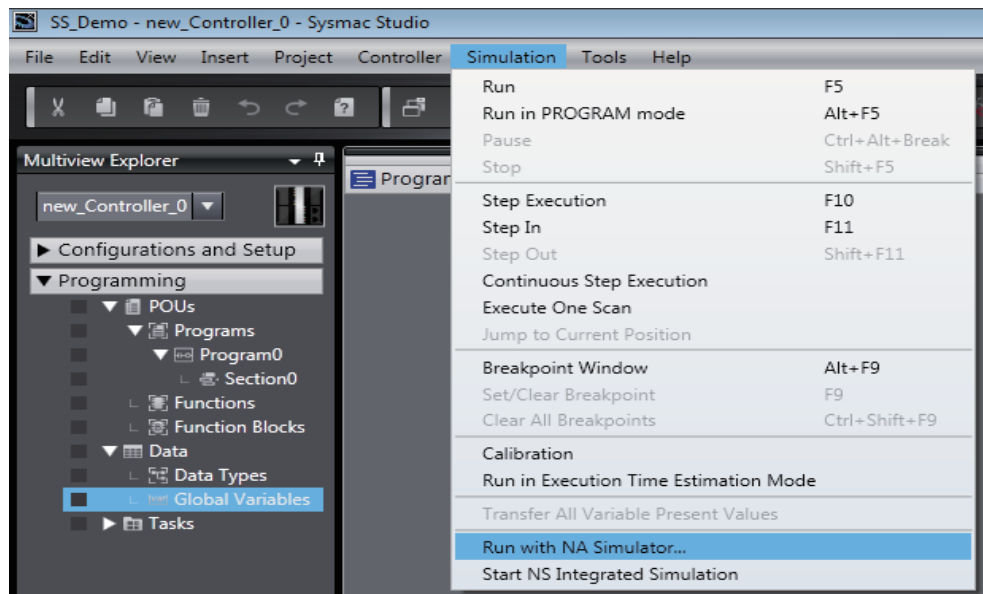 SS_Demo - new_Controller_0 - Sysmac Studio
File Edit View Insert Project Controller Simulation Tools Help
Multiview Explorer
new_Controller_0
Configurations and Setup
Programming
POUs
Programs
Program0
Section0
Functions
Function Blocks
Data
Data Types
Global Variables
Tasks
Run F5
Run in PROGRAM mode Alt+F5
Pause Ctrl+Alt+Break
Stop Shift+F5
Step Execution F10
Step In F11
Step Out Shift+F11
Continuous Step Execution
Execute One Scan
Jump to Current Position
Breakpoint Window Alt+F9
Set/Clear Breakpoint F9
Clear All Breakpoints Ctrl+Shift+F9
Calibration
Run in Execution Time Estimation Mode
Transfer All Variable Present Values
Run with NA Simulator...
Start NS Integrated Simulation